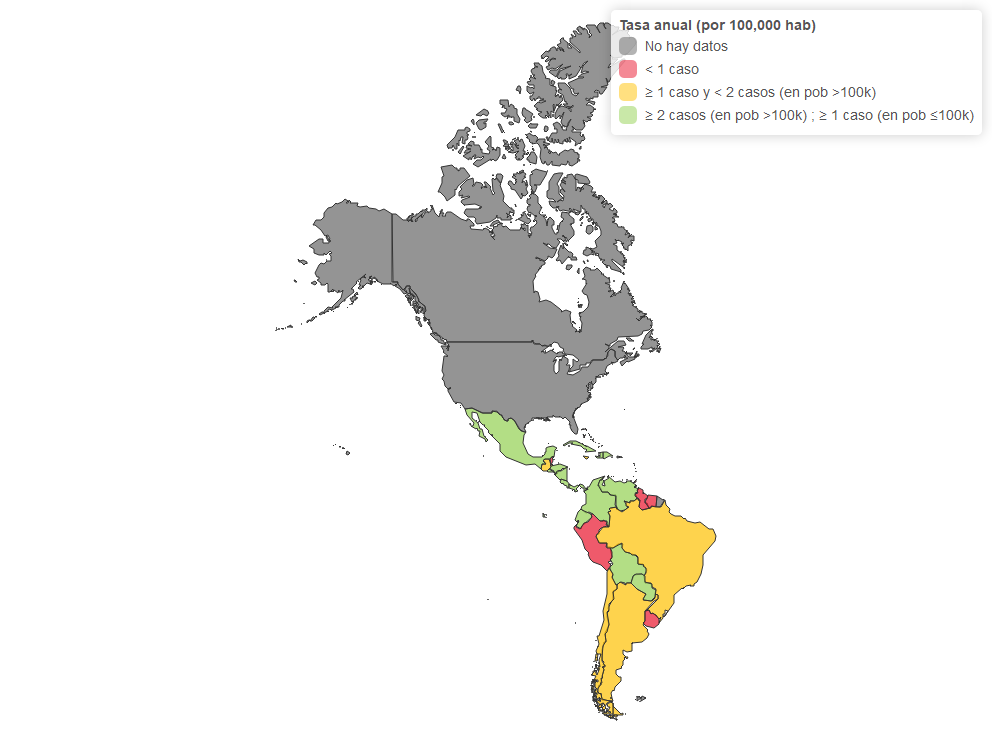 Tasa anual (por 100,000 hab)
No hay datos
< 1 caso
≥ 1 caso y < 2 casos (en pob >100k)
≥ 2 casos (en pob >100k) ; ≥ 1 caso (en pob ≤100k)